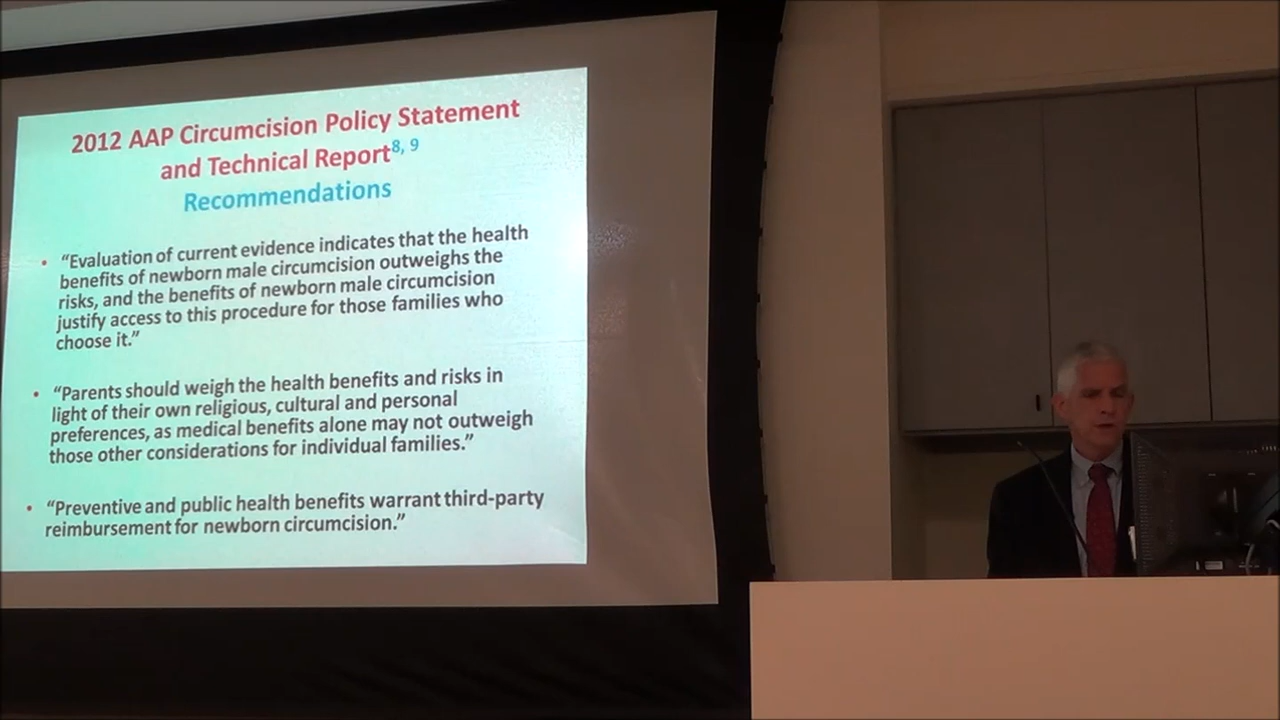 2012 AAP Circumcision Policy Statement
and Technical Report8, 9
Recommendations
• “Evaluation of current evidence indicates that the health
benefits of newborn male circumcision outweighs the
risks, and the benefits of newborn male circumcision
justify access to this procedure for those families who
choose it.”
• “Parents should weigh the health benefits and risks in
light of their own religious, cultural and personal
preferences, as medical benefits alone may not outweigh
those other considerations for individual families.”
• “Preventive and public health benefits warrant third-party
reimbursement for newborn circumcision.”